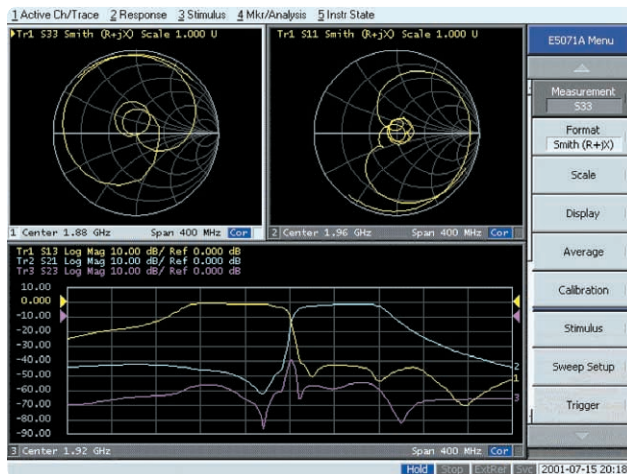 1 Active Ch/Trace 2 Response 3 Stimulus 4 Mkr/Analysis 5 Instr State
▶Tr1 S33 Smith (R+jX) Scale 1.000 U
Tr1 S11 Smith (R+jX) Scale 1.000 U
E5071A Menu
Measurement
S33
Format
Smith (R+jX)
Scale
Display
Average
Calibration
Stimulus
Sweep Setup
Trigger
1 Center 1.88 GHz Span 400 MHz Cor
2 Center 1.96 GHz Span 400 MHz Cor
Tr1 S13 Log Mag 10.00 dB/ Ref 0.000 dB
Tr2 S21 Log Mag 10.00 dB/ Ref 0.000 dB
Tr3 S23 Log Mag 10.00 dB/ Ref 0.000 dB
10.00
0.000
-10.00
-20.00
-30.00
-40.00
-50.00
-60.00
-70.00
-80.00
-90.00
2
1
3
3 Center 1.92 GHz Span 400 MHz Cor
Hold Stop ExtRef Svc 2001-07-15 20:18